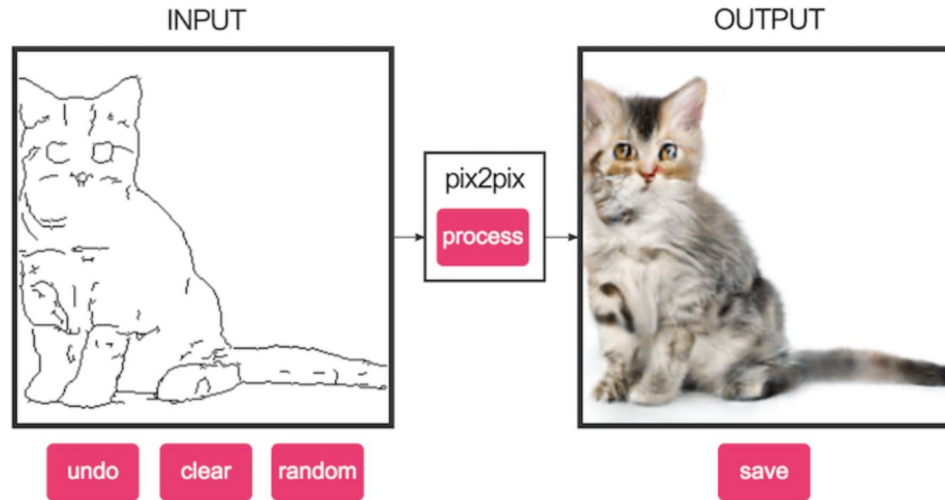 INPUT
OUTPUT
pix2pix
process
undo
clear
random
save